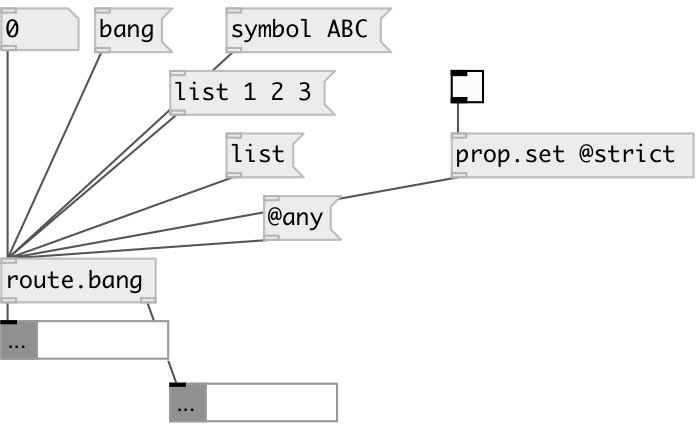 0
bang
symbol ABC
list 1 2 3
list
prop.set @strict
@any
route.bang
...
...